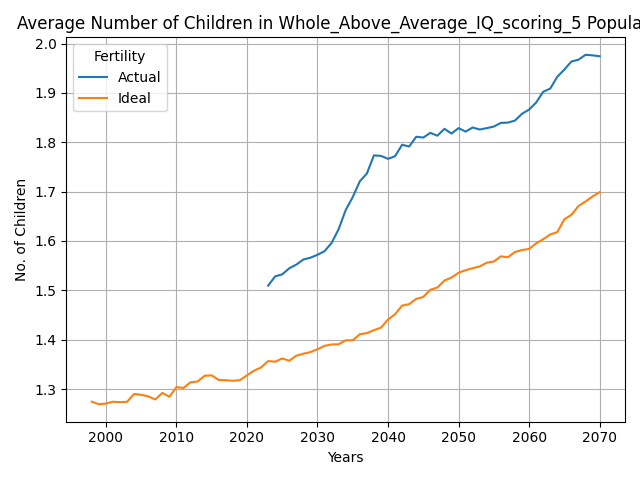 Average Number of Children in Whole_Above_Average_IQ_scoring_5 Popula
Fertility
Actual
Ideal
No. of Children
2.0
1.9
1.8
1.7
1.6
1.5
1.4
1.3
2000 2010 2020 2030 2040 2050 2060 2070
Years